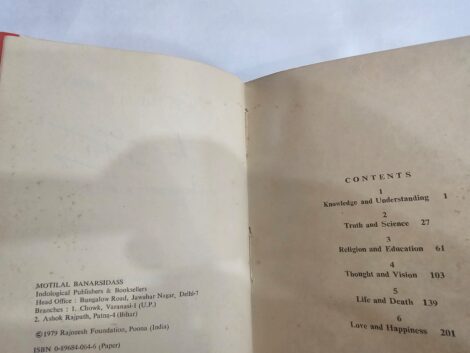 MOTILAL BANARSIDASS
Indological Publishers & Booksellers
Head Office : Bungalow Road, Jawahar Nagar, Delhi-7
Branches : 1. Chowk, Varanasi-1 (U.P.)
2. Ashok Rajpath, Patna-4 (Bihar)
© 1979 Rajneesh Foundation, Poona (India)
ISBN 0-89684-064-6 (Paper)
CONTENTS
1
Knowledge and Understanding 1
2
Truth and Science 27
3
Religion and Education 61
4
Thought and Vision 103
5
Life and Death 139
6
Love and Happiness 201